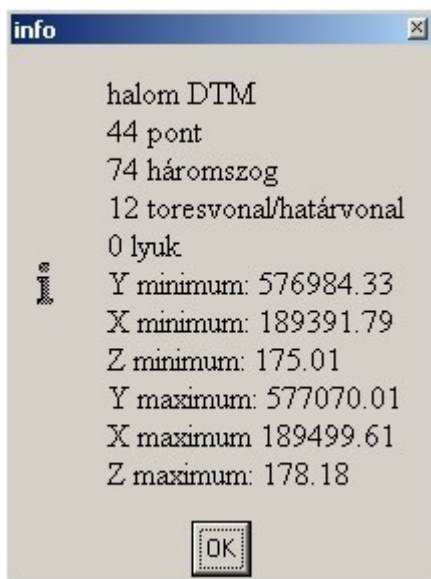 info
halom DTM
44 pont
74 háromszog
12 toresvonal/határvonal
0 lyuk
Y minimum: 576984.33
X minimum: 189391.79
Z minimum: 175.01
Y maximum: 577070.01
X maximum 189499.61
Z maximum: 178.18
OK